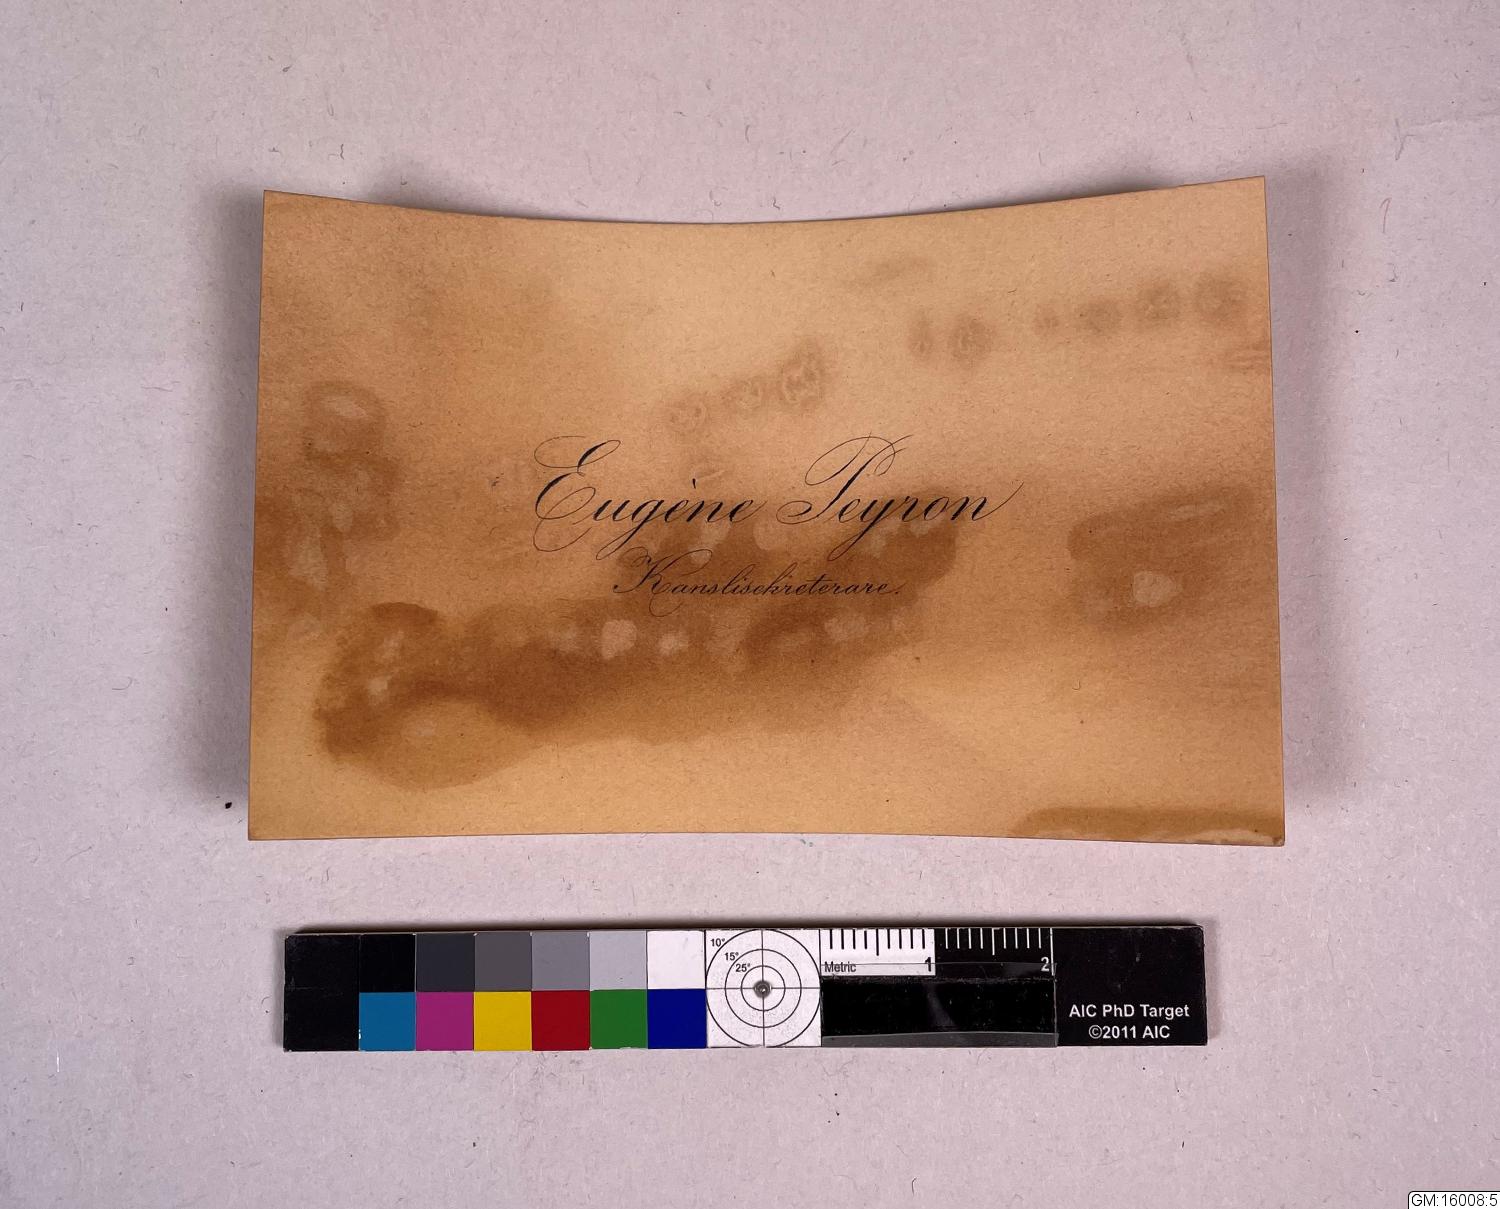 Eugène Peyron
Kanslisekreterare.
10°
15°
25°
Metric
1
2
AIC PhD Target
©2011 AIC
GM:16008:5